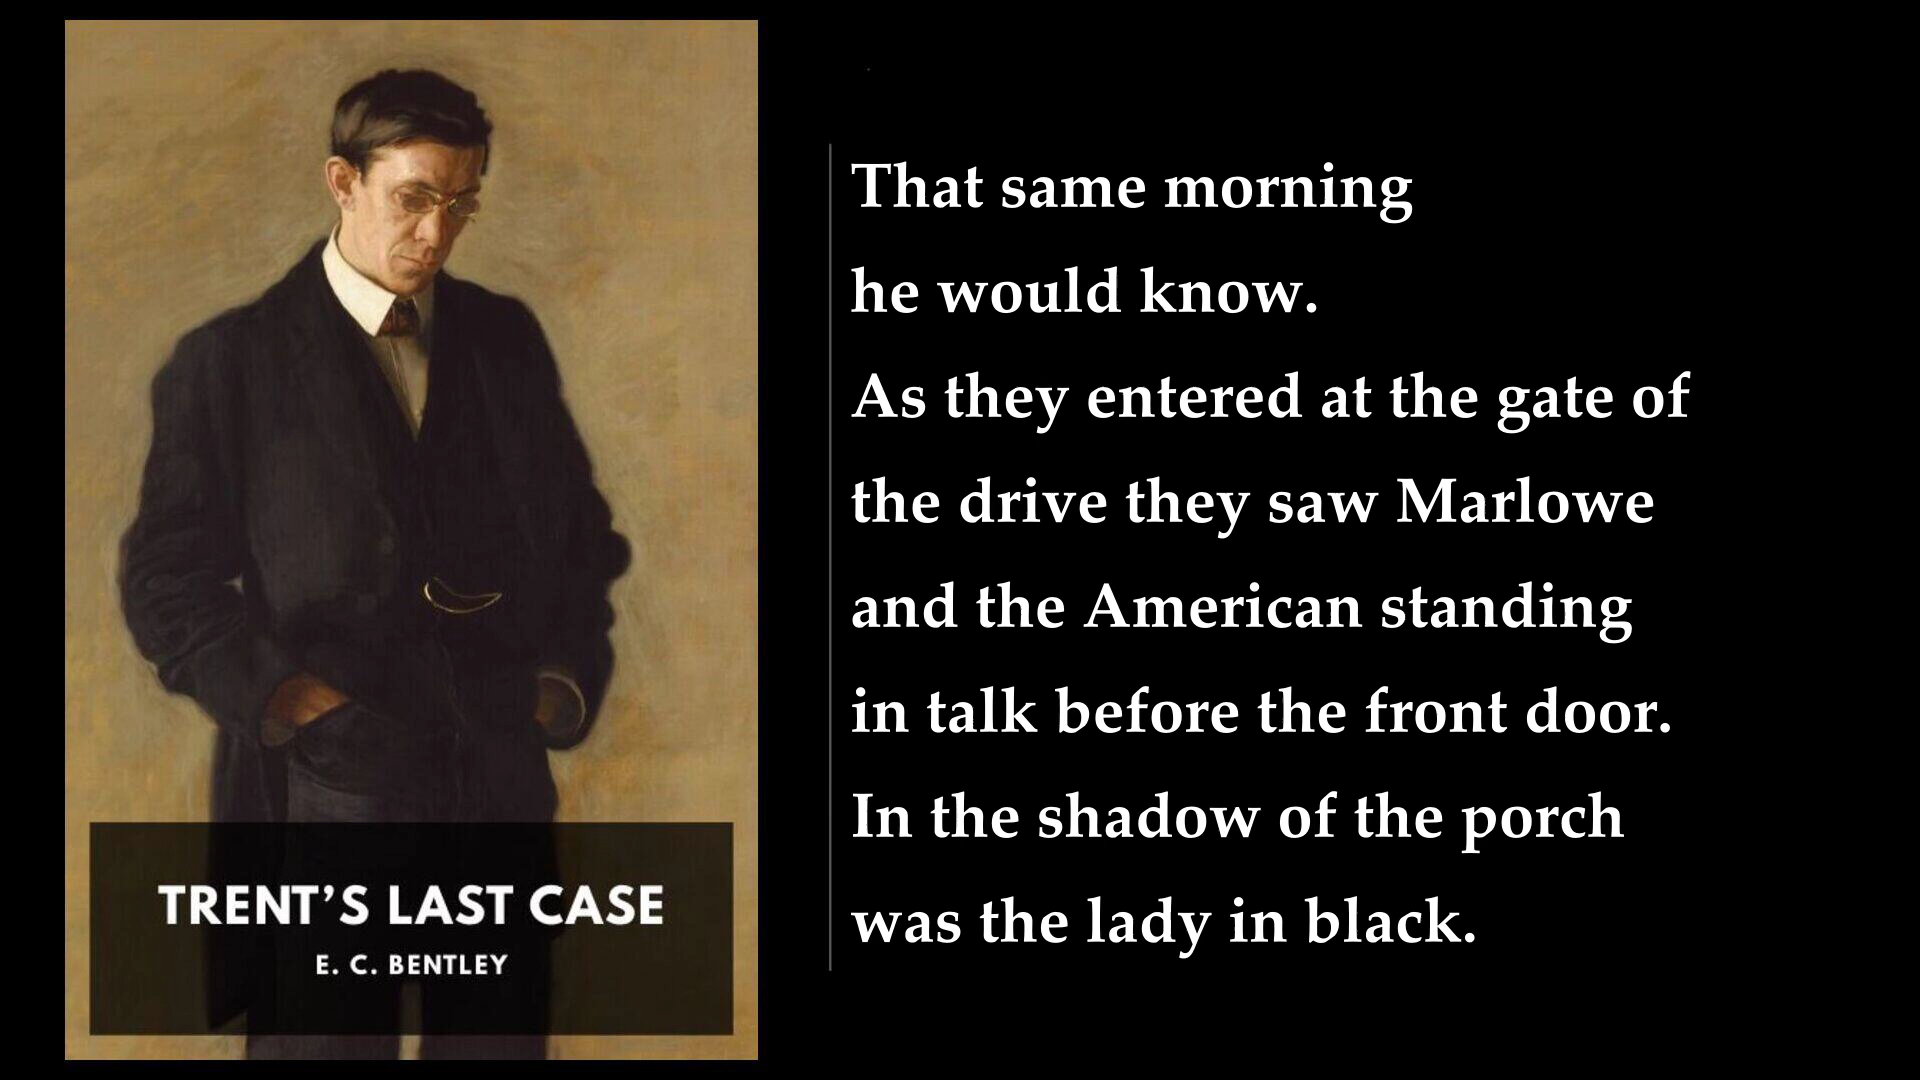 TRENT’S LAST CASE
E. C. BENTLEY
That same morning
he would know.
As they entered at the gate of
the drive they saw Marlowe
and the American standing
in talk before the front door.
In the shadow of the porch
was the lady in black.